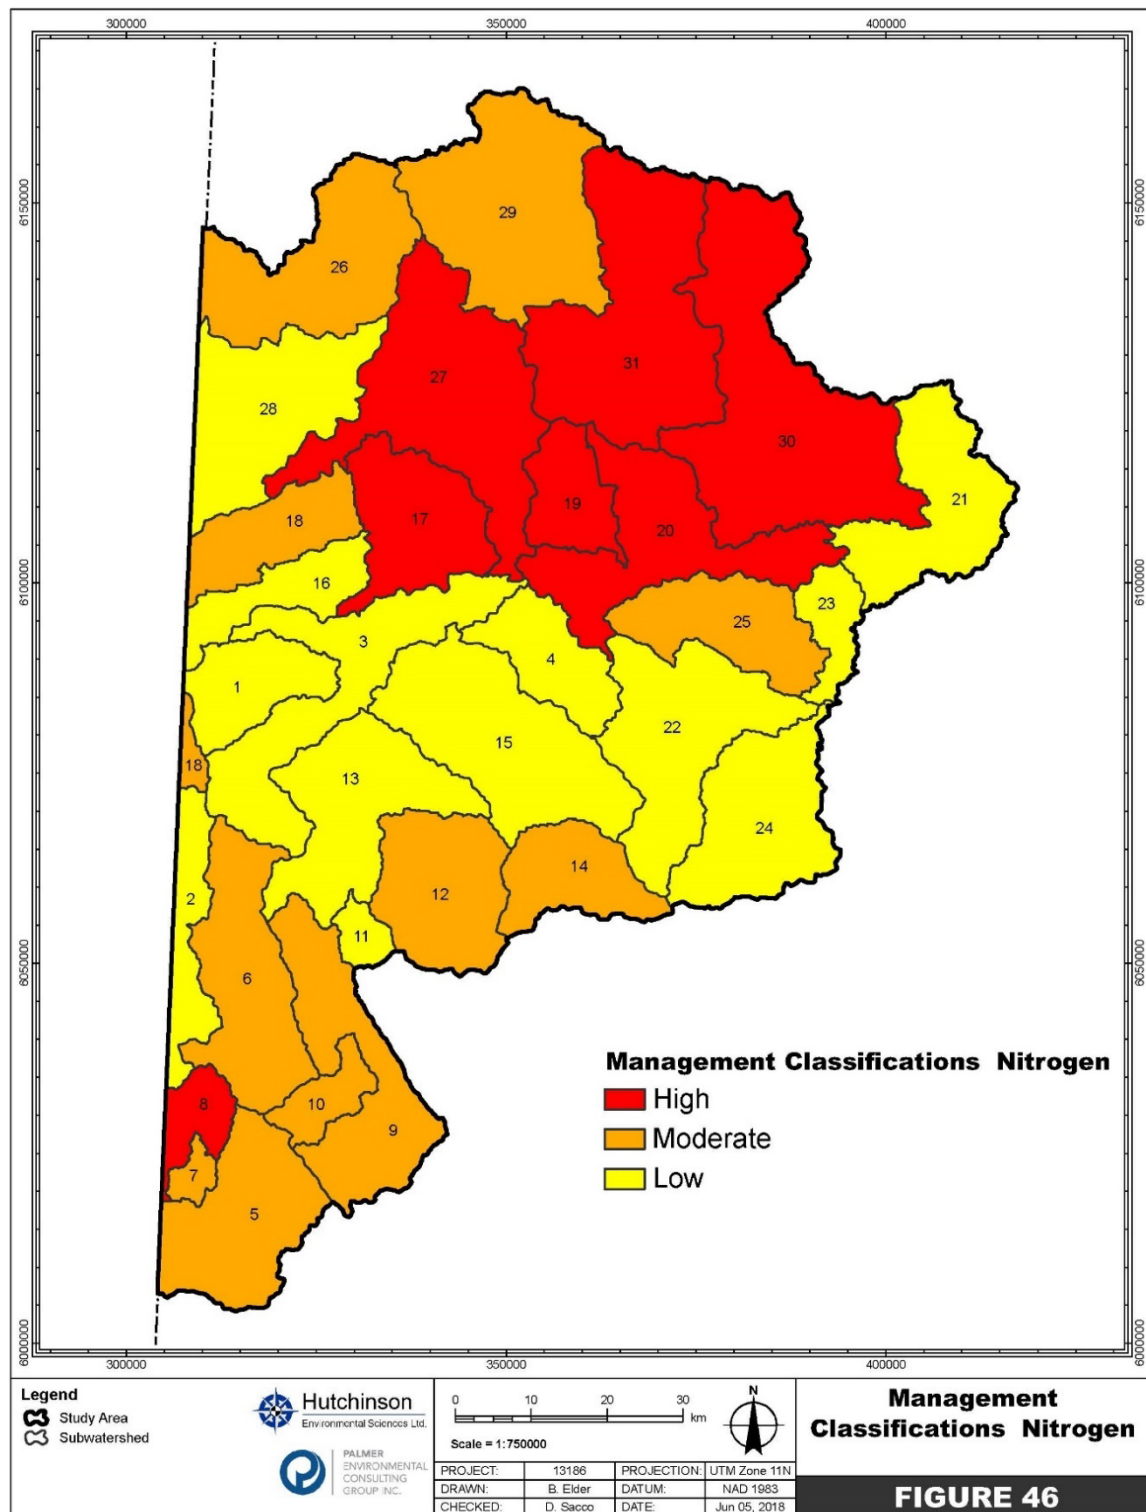 300000
350000
400000
6150000
6150000
29
26
31
27
28
30
21
19
18
17
20
16
6100000
6100000
23
25
3
4
1
22
15
18
13
24
14
12
2
11
6
6050000
6050000
Management Classifications Nitrogen
High
Moderate
Low
8
10
9
7
5
6000000
6000000
300000
350000
400000
Legend
Study Area
Subwatershed
Hutchinson
Environmental Sciences Ltd.
PALMER
ENVIRONMENTAL
CONSULTING
GROUP INC.
0 10 20 30
km
Scale = 1:750000
N
PROJECT: 13186 PROJECTION: UTM Zone 11N
DRAWN: B. Elder DATUM: NAD 1983
CHECKED: D. Sacco DATE: Jun 05, 2018
Management
Classifications Nitrogen
FIGURE 46